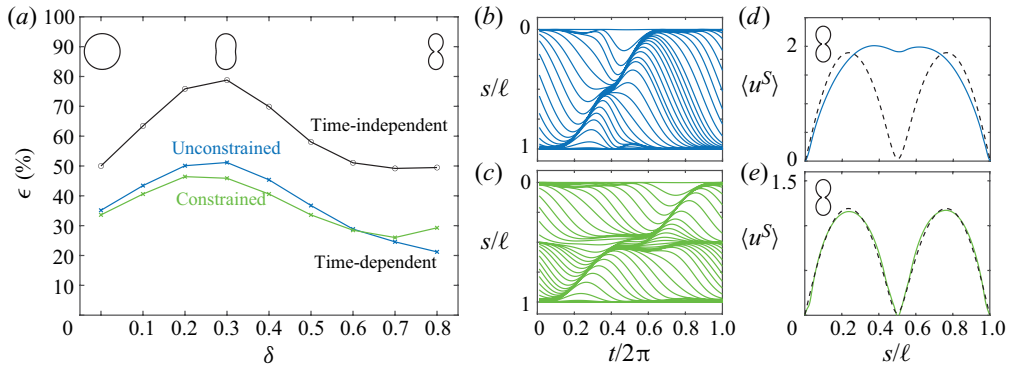 (a)
100
90
80
70
60
50
40
30
20
10
0
ϵ (%)
Time-independent
Unconstrained
Constrained
Time-dependent
0 0.1 0.2 0.3 0.4 0.5 0.6 0.7 0.8
δ
(b)
0
s/ℓ
1
(c)
0
s/ℓ
1
0 0.2 0.4 0.6 0.8 1.0
t/2π
(d)
2
⟨u^S⟩
0
(e)
1.5
⟨u^S⟩
0 0.2 0.4 0.6 0.8 1.0
s/ℓ